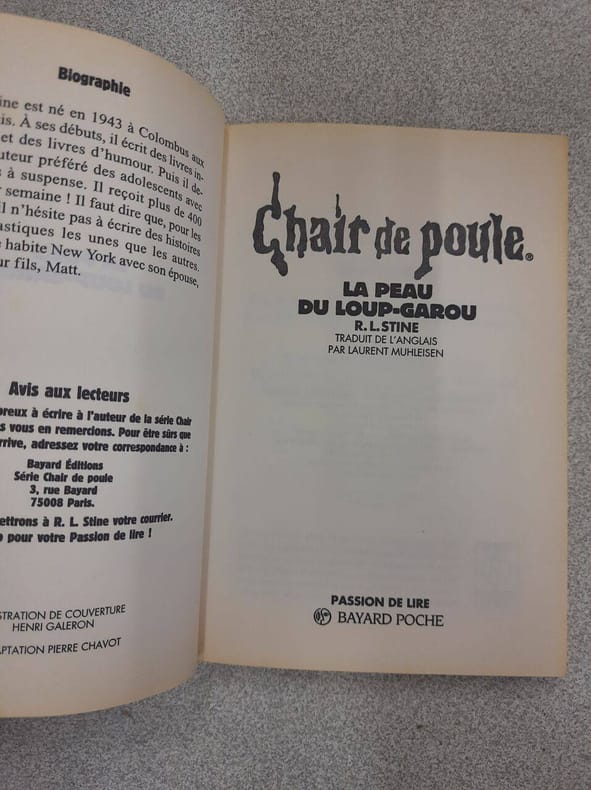 Biographie
ine est né en 1943 à Colombus aux
is. À ses débuts, il écrit des livres in-
et des livres d'humour. Puis il de-
uteur préféré des adolescents avec
s à suspense. Il reçoit plus de 400
r semaine ! Il faut dire que, pour les
il n'hésite pas à écrire des histoires
astiques les unes que les autres.
habite New York avec son épouse,
ur fils, Matt.
Avis aux lecteurs
breux à écrire à l'auteur de la série Chair
s vous en remercions. Pour être sûrs que
rrive, adressez votre correspondance à :
Bayard Éditions
Série Chair de poule
3, rue Bayard
75008 Paris.
ettrons à R. L. Stine votre courrier.
pour votre Passion de lire !
STRATION DE COUVERTURE
HENRI GALERON
APTATION PIERRE CHAVOT
Chair de poule®
LA PEAU
DU LOUP-GAROU
R. L. STINE
TRADUIT DE L'ANGLAIS
PAR LAURENT MUHLEISEN
PASSION DE LIRE
BAYARD POCHE